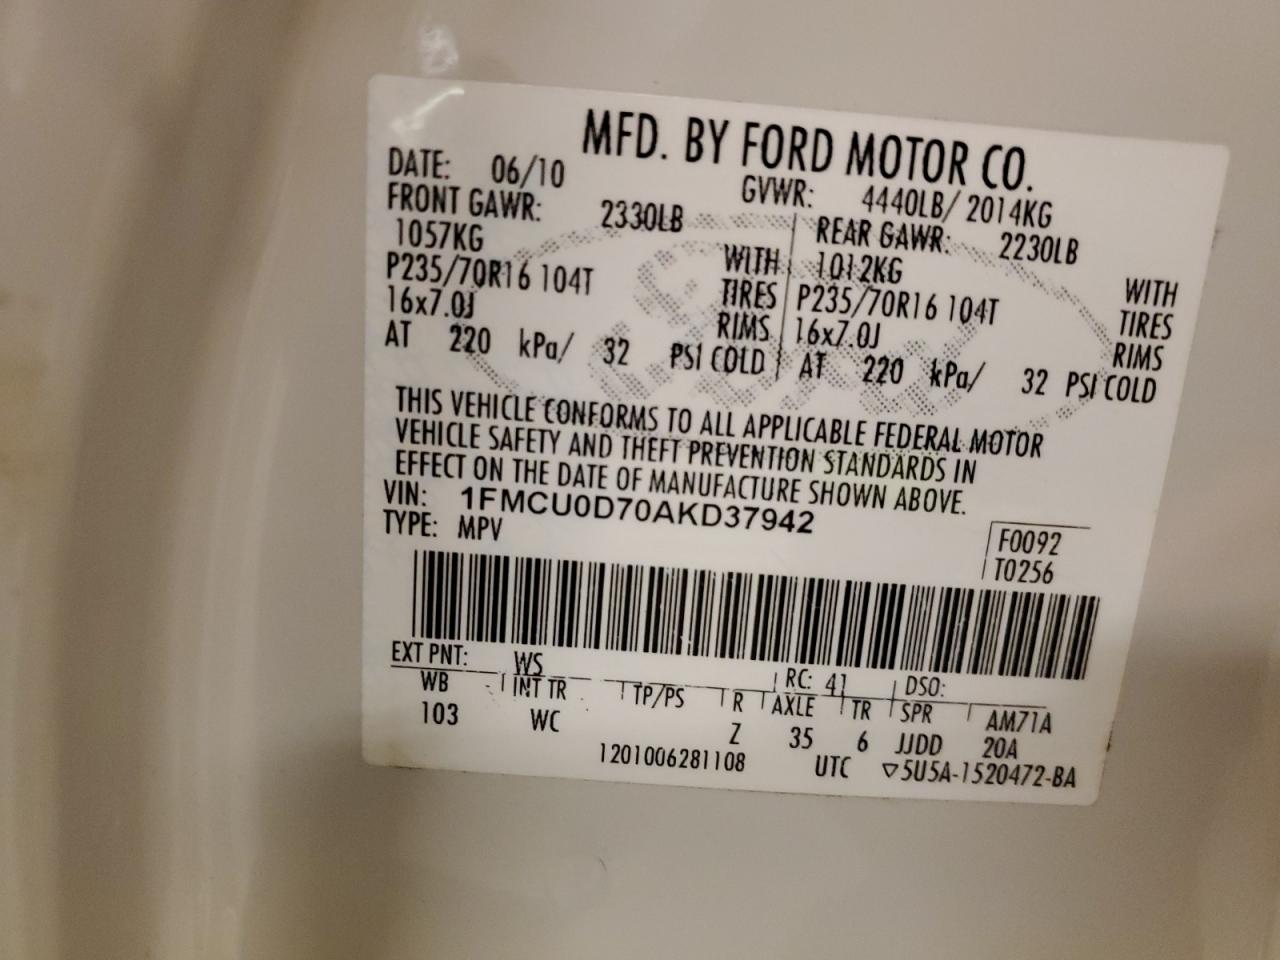 MFD. BY FORD MOTOR CO.
DATE: 06/10 GVWR: 4440LB/ 2014KG
FRONT GAWR: 2330LB REAR GAWR: 2230LB
1057KG WITH 1012KG WITH
P235/70R16 104T TIRES P235/70R16 104T TIRES
16x7.0J RIMS 16x7.0J RIMS
AT 220 kPa/ 32 PSI COLD AT 220 kPa/ 32 PSI COLD
THIS VEHICLE CONFORMS TO ALL APPLICABLE FEDERAL MOTOR
VEHICLE SAFETY AND THEFT PREVENTION STANDARDS IN
EFFECT ON THE DATE OF MANUFACTURE SHOWN ABOVE.
VIN: 1FMCU0D70AKD37942
TYPE: MPV
F0092
T0256
EXT PNT: WS RC: 41 DSO:
WB INT TR TP/PS R AXLE TR SPR AM71A
103 WC Z 35 6 JJDD 20A
1201006281108 UTC ▽5U5A-1520472-BA